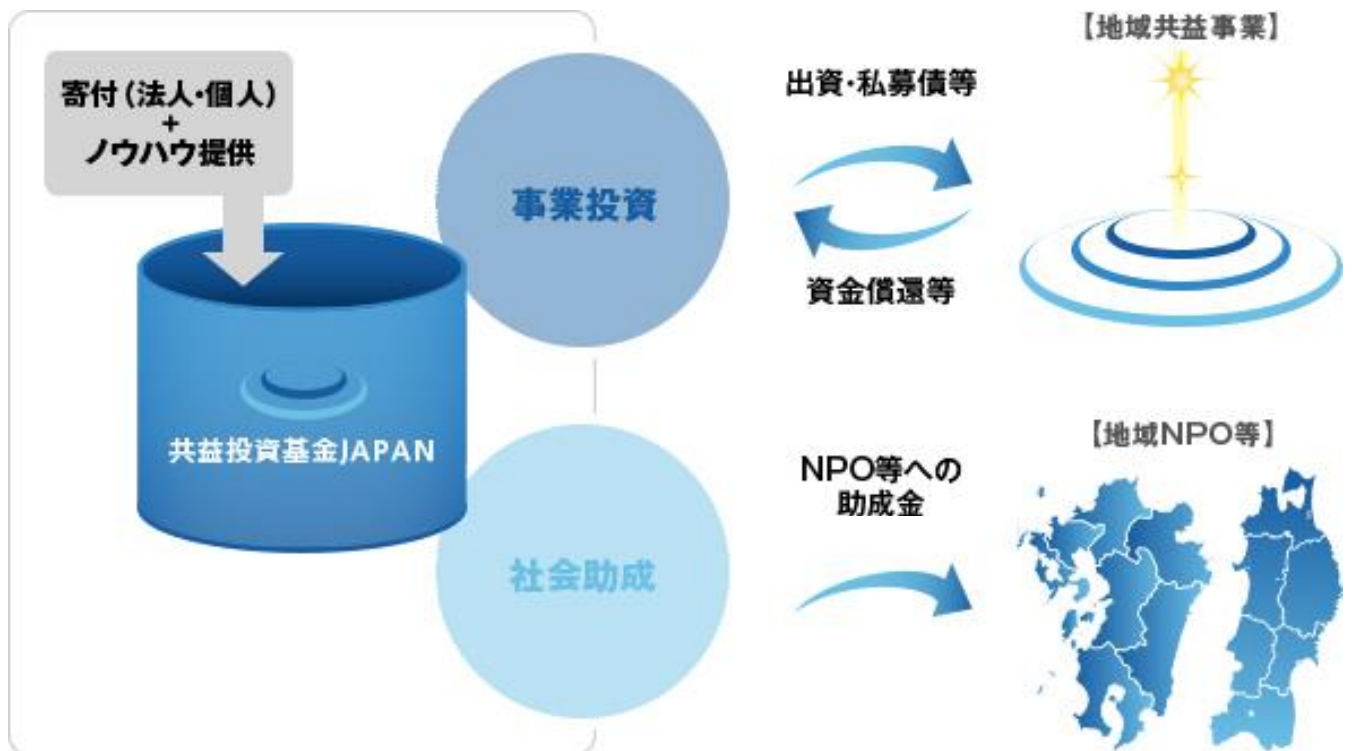 寄付(法人・個人)
+
ノウハウ提供
共益投資基金JAPAN
事業投資
社会助成
出資・私募債等
資金償還等
【地域共益事業】
NPO等への
助成金
【地域NPO等】